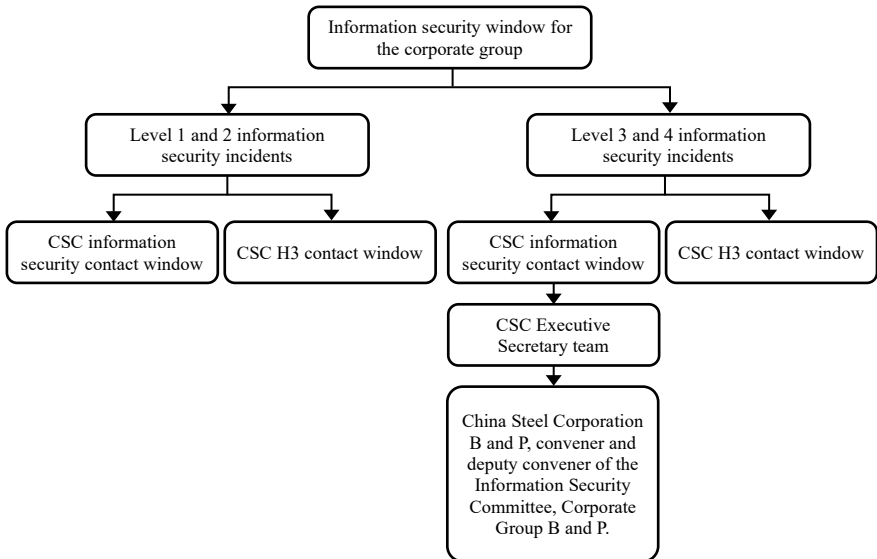 Information security window for
the corporate group
Level 1 and 2 information
security incidents
Level 3 and 4 information
security incidents
CSC information
security contact window
CSC H3 contact window
CSC information
security contact window
CSC H3 contact window
CSC Executive
Secretary team
China Steel Corporation
B and P, convener and
deputy convener of the
Information Security
Committee, Corporate
Group B and P.